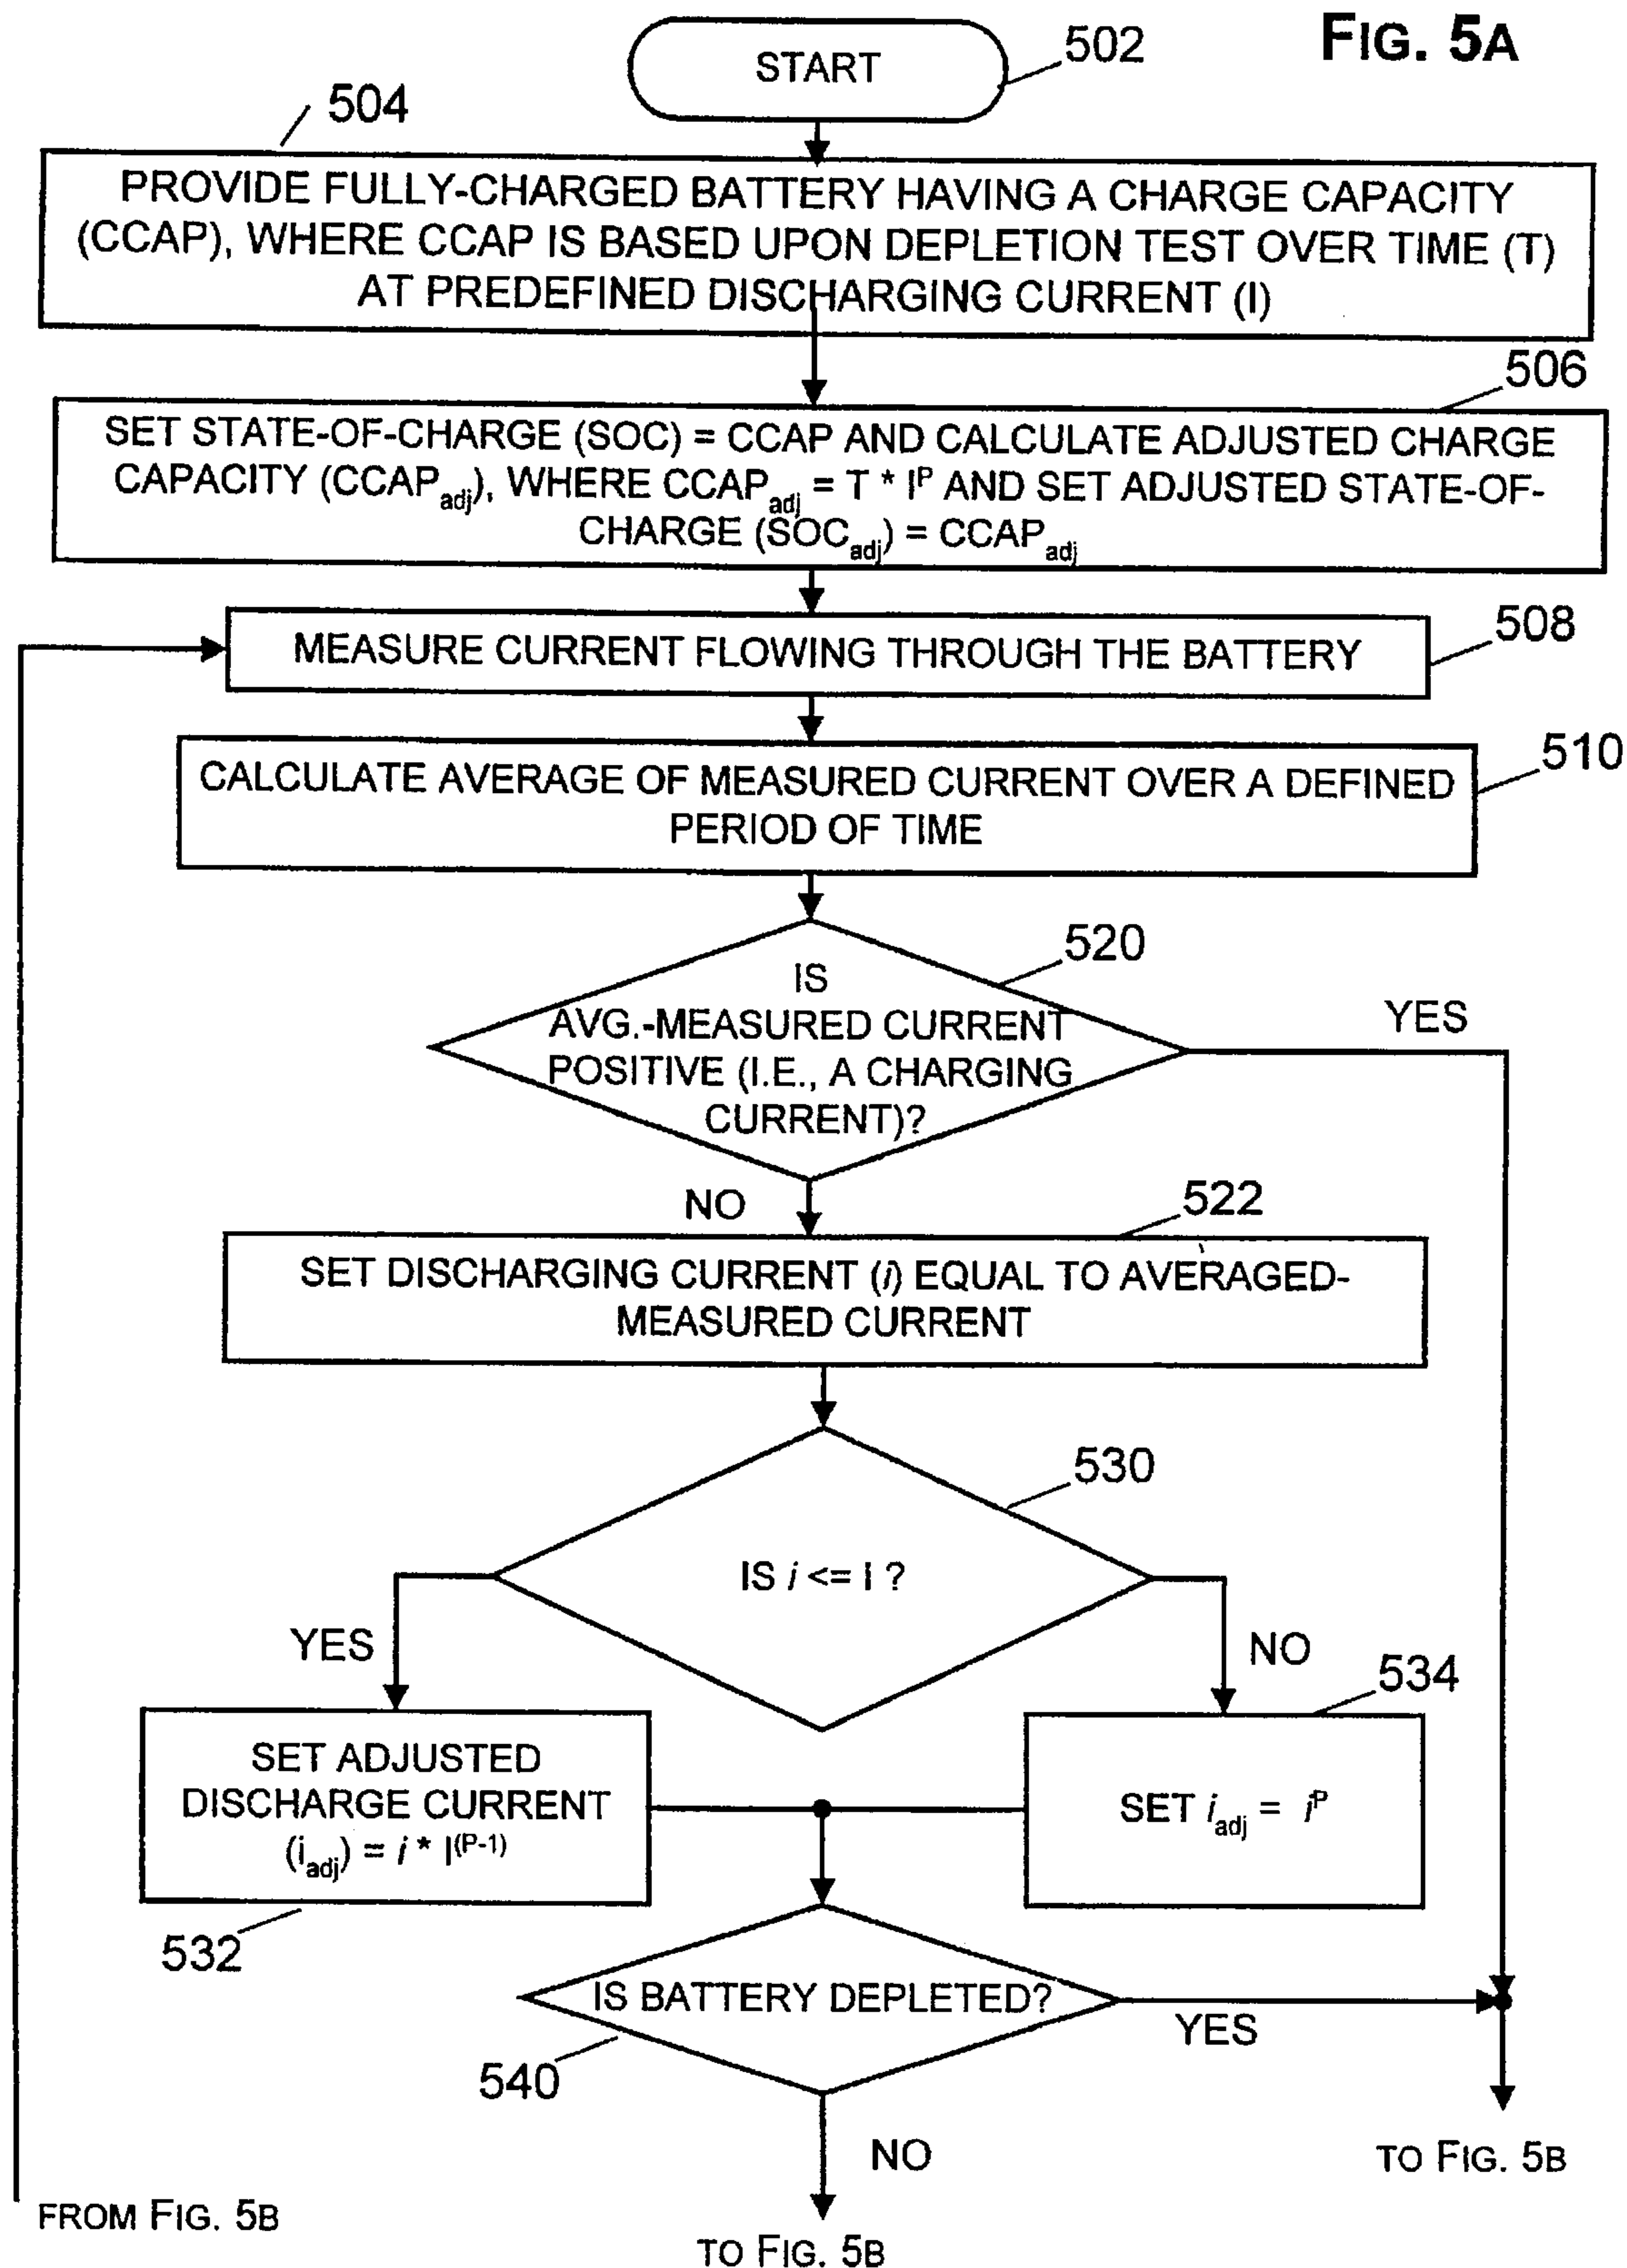 FIG. 5A
START
502
504
PROVIDE FULLY-CHARGED BATTERY HAVING A CHARGE CAPACITY
(CCAP), WHERE CCAP IS BASED UPON DEPLETION TEST OVER TIME (T)
AT PREDEFINED DISCHARGING CURRENT (I)
506
SET STATE-OF-CHARGE (SOC) = CCAP AND CALCULATE ADJUSTED CHARGE
CAPACITY (CCAPadj), WHERE CCAPadj = T * I^P AND SET ADJUSTED STATE-OF-
CHARGE (SOCadj) = CCAPadj
MEASURE CURRENT FLOWING THROUGH THE BATTERY
508
CALCULATE AVERAGE OF MEASURED CURRENT OVER A DEFINED
PERIOD OF TIME
510
520
IS
AVG.-MEASURED CURRENT
POSITIVE (I.E., A CHARGING
CURRENT)?
YES
NO
522
SET DISCHARGING CURRENT (i) EQUAL TO AVERAGED-
MEASURED CURRENT
530
IS i <= I ?
YES
NO
534
SET ADJUSTED
DISCHARGE CURRENT
(iadj) = i * I^(P-1)
SET iadj = i^P
532
IS BATTERY DEPLETED?
YES
540
NO
TO FIG. 5B
FROM FIG. 5B
TO FIG. 5B